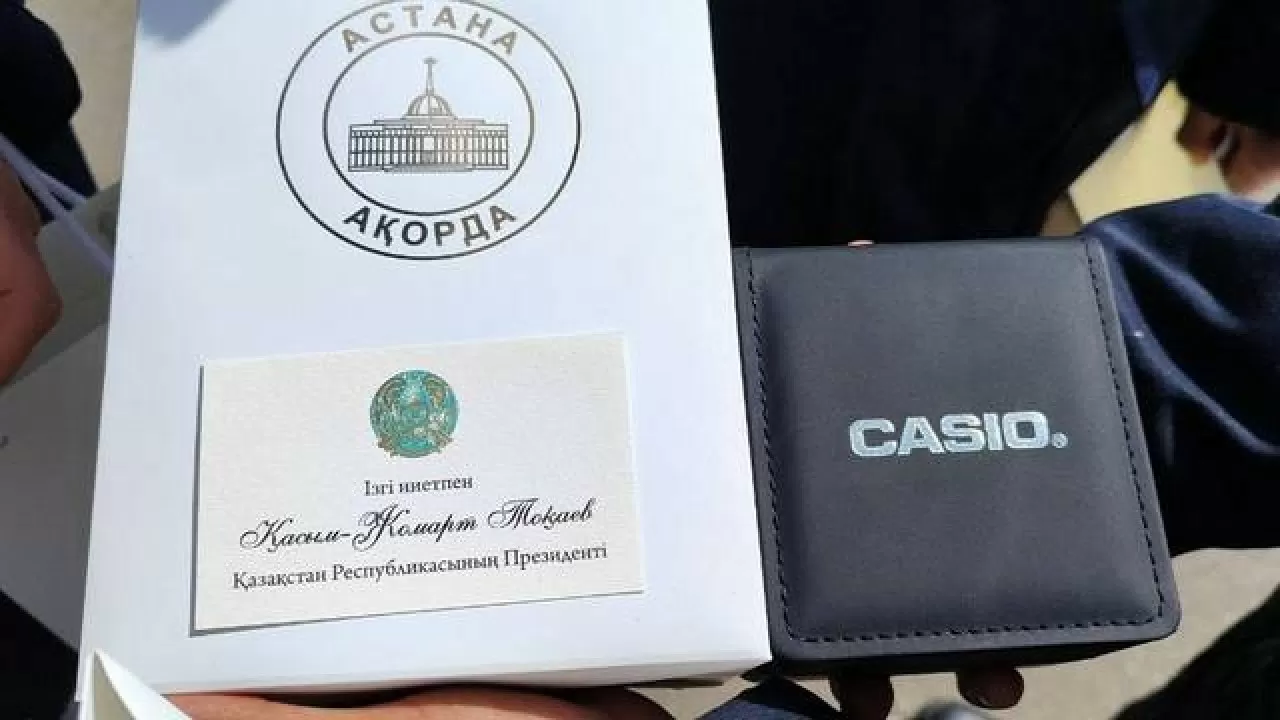 АСТАНА
АҚОРДА
Ізгі ниетпен
Қасым-Жомарт Тоқаев
Қазақстан Республикасының Президенті
CASIO®